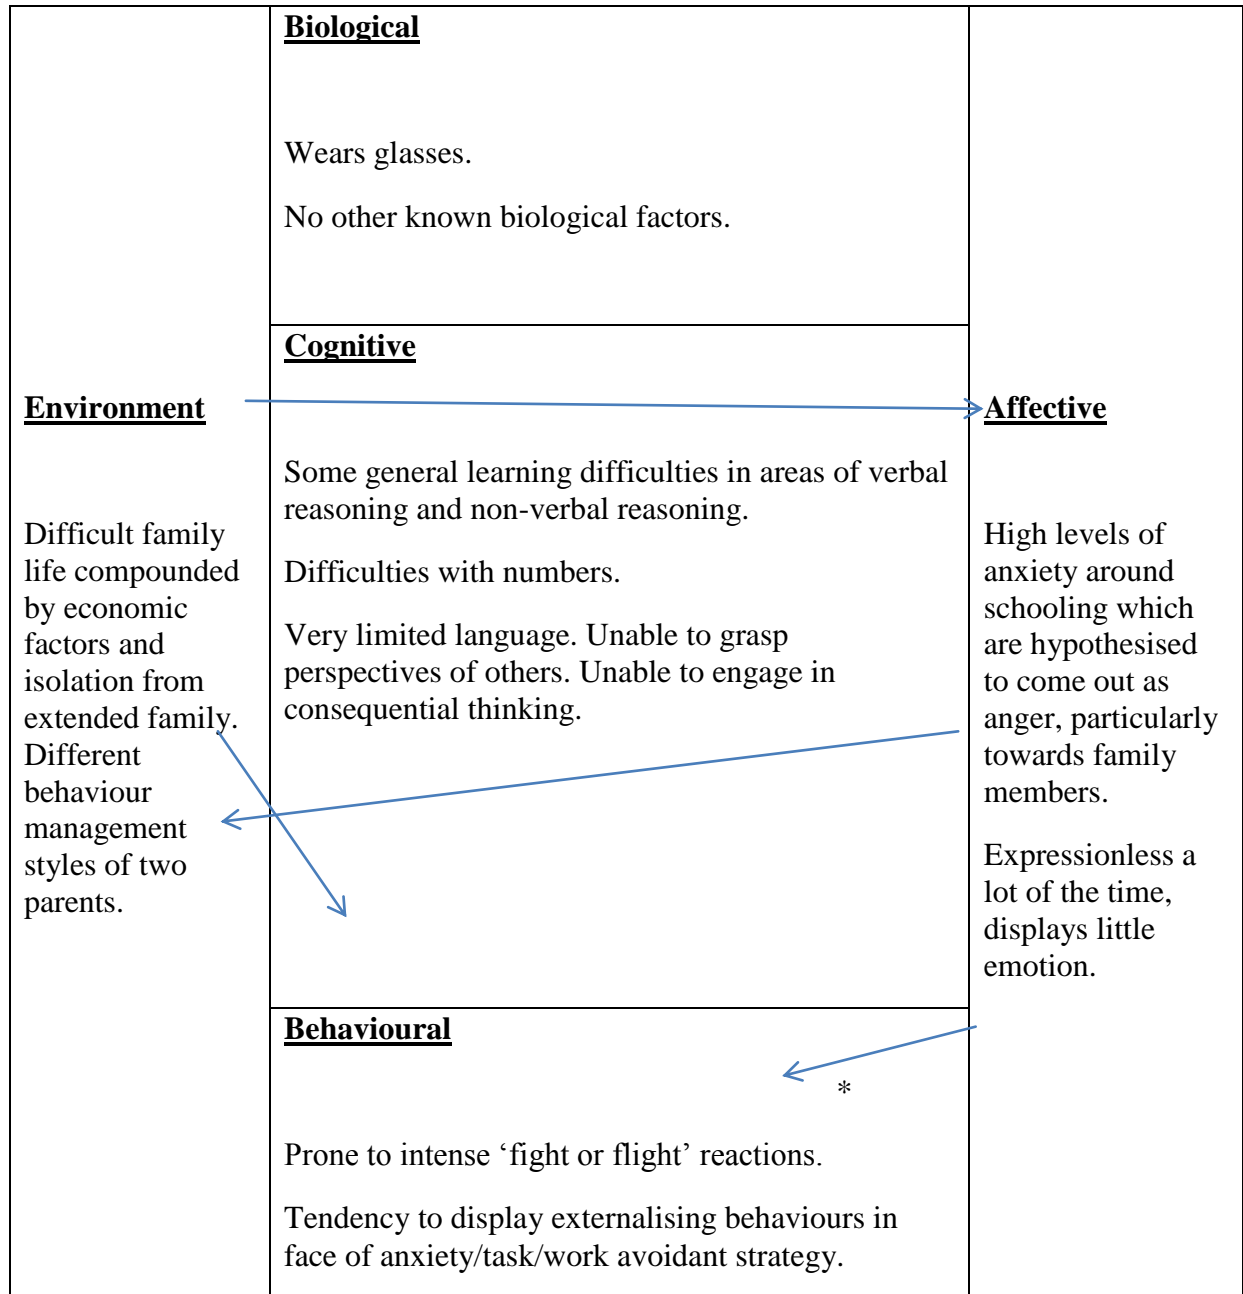 Biological
Wears glasses.
No other known biological factors.
Cognitive
Some general learning difficulties in areas of verbal
reasoning and non-verbal reasoning.
Difficulties with numbers.
Very limited language. Unable to grasp
perspectives of others. Unable to engage in
consequential thinking.
Behavioural
*
Prone to intense ‘fight or flight’ reactions.
Tendency to display externalising behaviours in
face of anxiety/task/work avoidant strategy.
Environment
Difficult family
life compounded
by economic
factors and
isolation from
extended family.
Different
behaviour
management
styles of two
parents.
Affective
High levels of
anxiety around
schooling which
are hypothesised
to come out as
anger, particularly
towards family
members.
Expressionless a
lot of the time,
displays little
emotion.